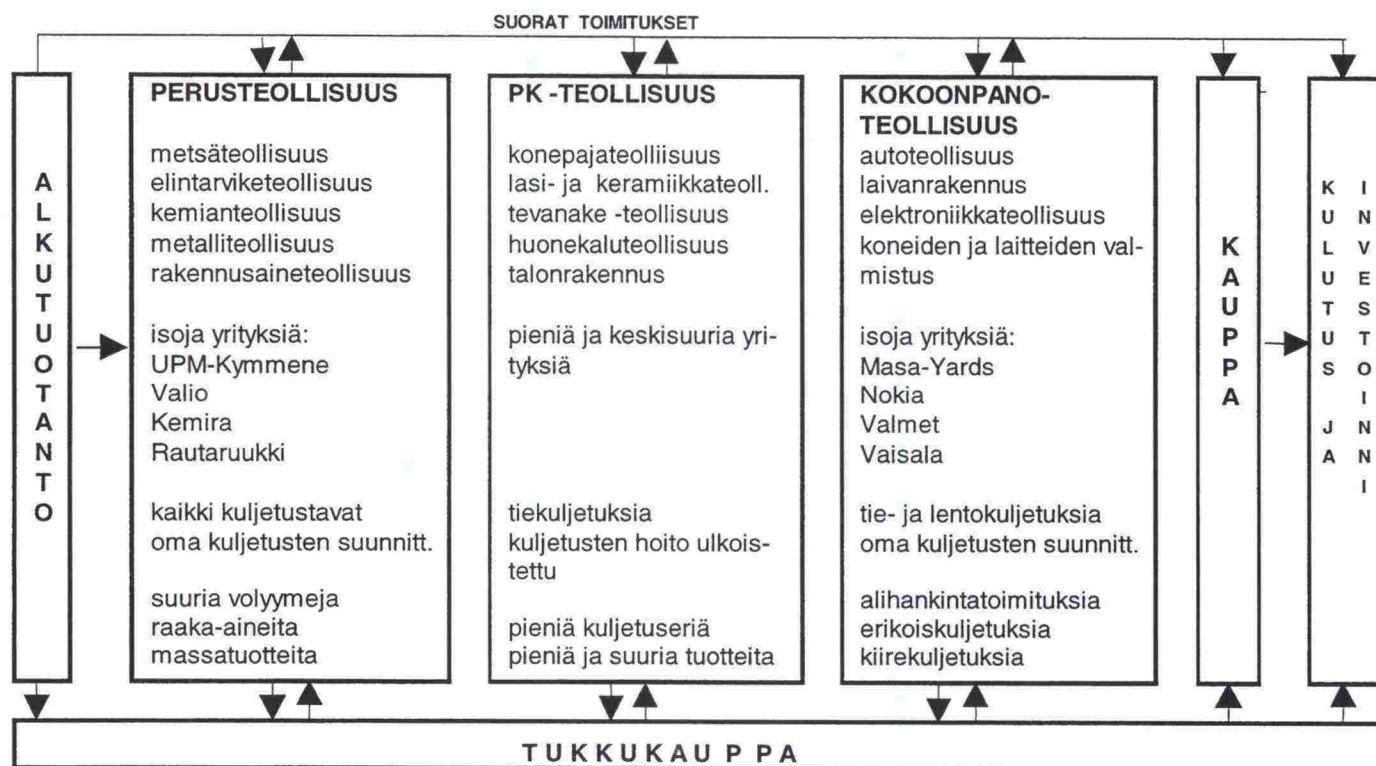 SUORAT TOIMITUKSET
ALKUTUOTANTO
PERUSTEOLLISUUS
metsäteollisuus
elintarviketeollisuus
kemianteollisuus
metalliteollisuus
rakennusaineteollisuus
isoja yrityksiä:
UPM-Kymmene
Valio
Kemira
Rautaruukki
kaikki kuljetustavat
oma kuljetusten suunnitt.
suuria volyymeja
raaka-aineita
massatuotteita
PK -TEOLLISUUS
konepajateolliisuus
lasi- ja keramiikkateoll.
tevanake -teollisuus
huonekaluteollisuus
talonrakennus
pieniä ja keskisuuria yri-
tyksiä
tiekuljetuksia
kuljetusten hoito ulkois-
tettu
pieniä kuljetuseriä
pieniä ja suuria tuotteita
KOKOONPANO-
TEOLLISUUS
autoteollisuus
laivanrakennus
elektroniikkateollisuus
koneiden ja laitteiden val-
mistus
isoja yrityksiä:
Masa-Yards
Nokia
Valmet
Vaisala
tie- ja lentokuljetuksia
oma kuljetusten suunnitt.
alihankintatoimituksia
erikoiskuljetuksia
kiirekuljetuksia
KAUPPA
KULUTUS JA
INVESTOINNI
TUKKUKAUPPA